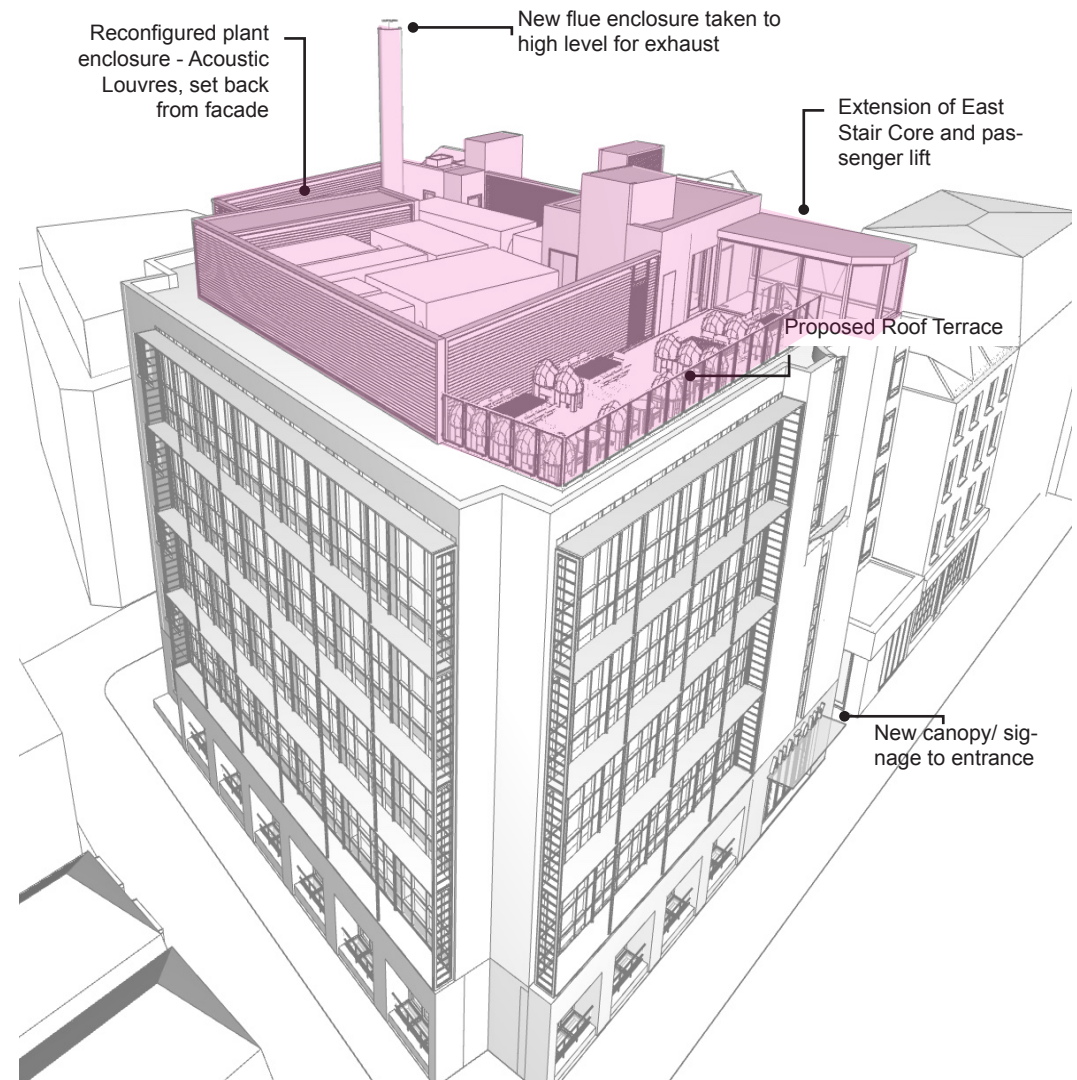 Reconfigured plant
enclosure - Acoustic
Louvres, set back
from facade
New flue enclosure taken to
high level for exhaust
Extension of East
Stair Core and pas-
senger lift
Proposed Roof Terrace
New canopy/ sig-
nage to entrance